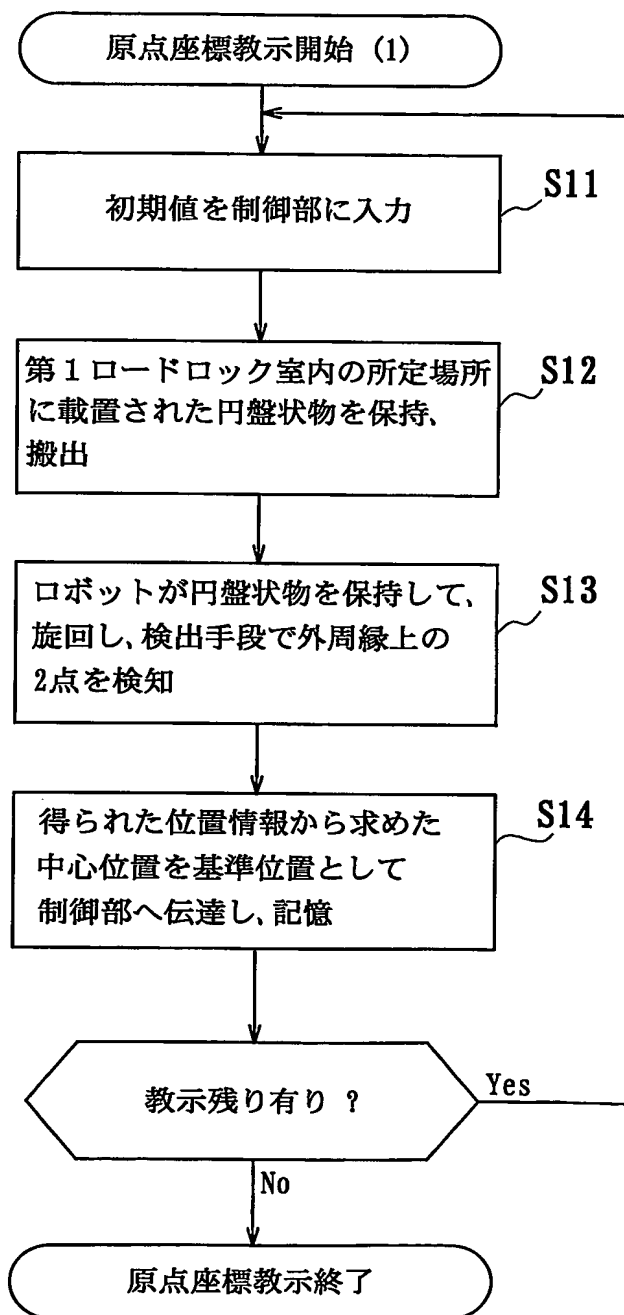 原点座標教示開始 (1)
初期値を制御部に入力
S11
第1ロードロック室内の所定場所
に載置された円盤状物を保持、
搬出
S12
ロボットが円盤状物を保持して、
旋回し、検出手段で外周縁上の
2点を検知
S13
得られた位置情報から求めた
中心位置を基準位置として
制御部へ伝達し、記憶
S14
教示残り有り ?
Yes
No
原点座標教示終了